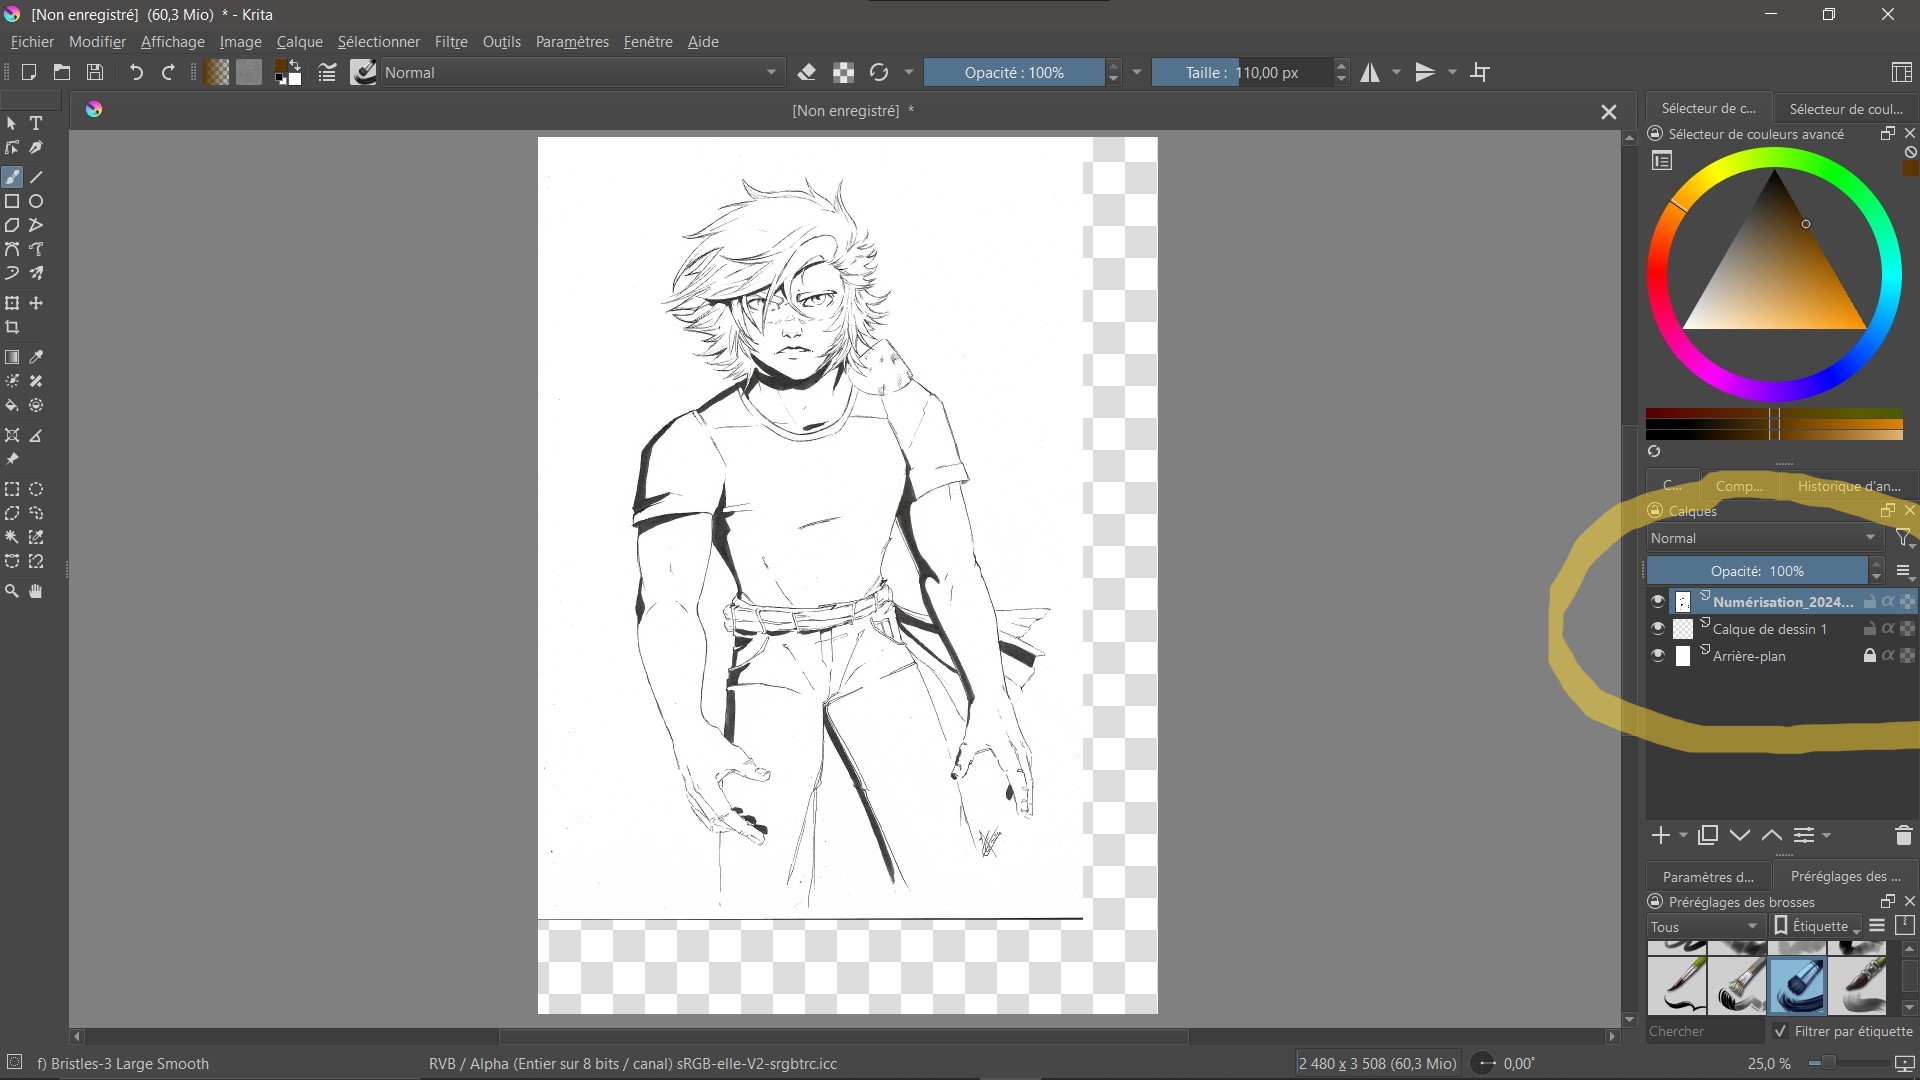 [Non enregistré] (60,3 Mio) * - Krita
Fichier Modifier Affichage Image Calque Sélectionner Filtre Outils Paramètres Fenêtre Aide
Normal Opacité : 100% Taille : 110,00 px
[Non enregistré] *
Sélecteur de c... Sélecteur de coul...
Sélecteur de couleurs avancé
C... Comp... Historique d'an...
Calques
Normal
Opacité: 100%
Numérisation_2024...
Calque de dessin 1
Arrière-plan
Paramètres d... Préréglages des ...
Préréglages des brosses
Tous Étiquette
Chercher Filtrer par étiquette
f) Bristles-3 Large Smooth RVB / Alpha (Entier sur 8 bits / canal) sRGB-elle-V2-srgbtrc.icc 2 480 x 3 508 (60,3 Mio) 0,00° 25,0 %